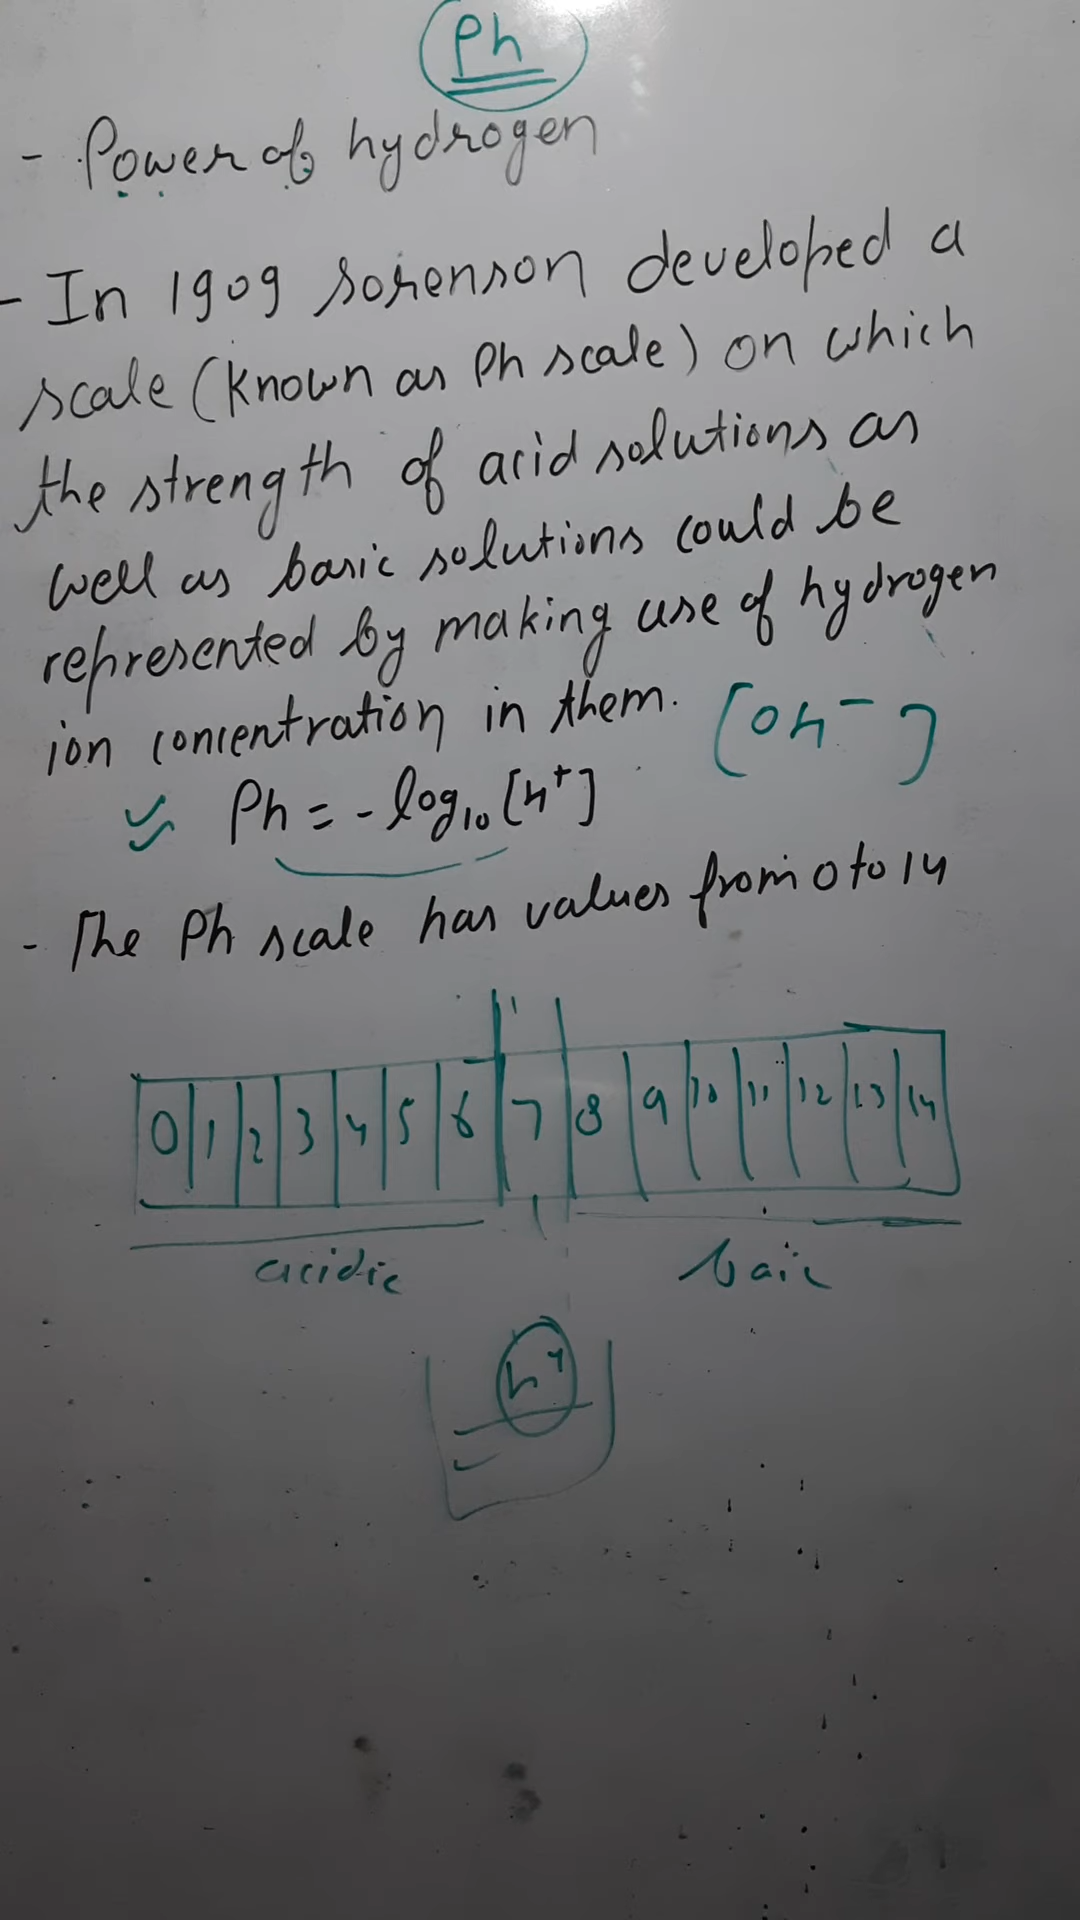 Ph
- Power of hydrogen
- In 1909 sorenson developed a
scale (known as Ph scale) on which
the strength of acid solutions as
well as basic solutions could be
represented by making use of hydrogen
ion concentration in them. [OH⁻]
Ph = -log₁₀ [H⁺]
- The Ph scale has values from 0 to 14
0 1 2 3 4 5 6 7 8 9 10 11 12 13 14
acidic baic
H⁺